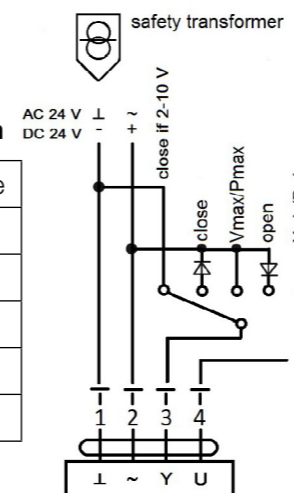 safety transformer
AC 24 V ⊥ ~
DC 24 V - +
close if 2-10 V
close
Vmax/Pmax
open
1 2 3 4
⊥ ~ Y U